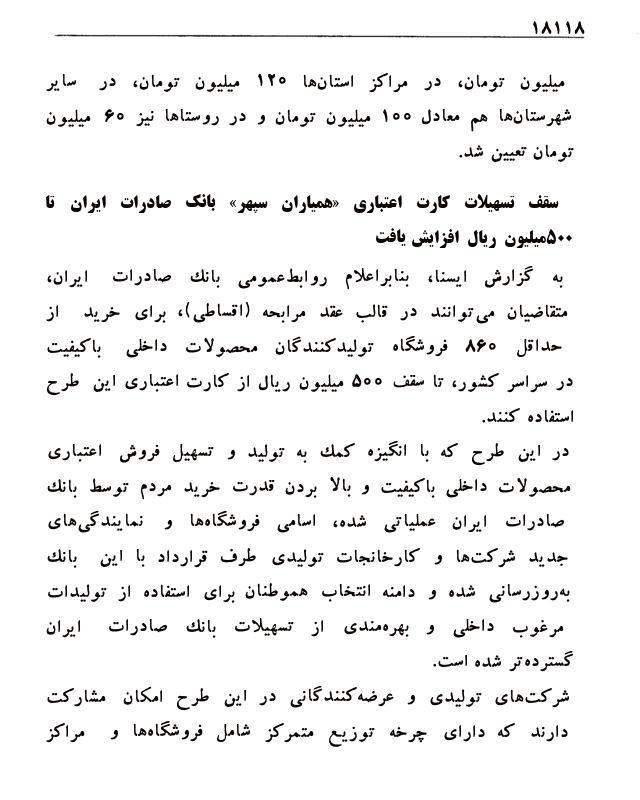 ۱۸۱۱۸
میلیون تومان، در مراکز استان‌ها ۱۲۰ میلیون تومان، در سایر
شهرستان‌ها هم معادل ۱۰۰ میلیون تومان و در روستاها نیز ۶۰ میلیون
تومان تعیین شد.
سقف تسهیلات کارت اعتباری «همیاران سپهر» بانک صادرات ایران تا
۵۰۰میلیون ریال افزایش یافت
به گزارش ایسنا، بنابراعلام روابط‌عمومی بانك صادرات ایران،
متقاضیان می‌توانند در قالب عقد مرابحه (اقساطی)، برای خرید از
حداقل ۸۶۰ فروشگاه تولیدکنندگان محصولات داخلی باکیفیت
در سراسر کشور، تا سقف ۵۰۰ میلیون ریال از کارت اعتباری این طرح
استفاده کنند.
در این طرح که با انگیزه کمك به تولید و تسهیل فروش اعتباری
محصولات داخلی باکیفیت و بالا بردن قدرت خرید مردم توسط بانك
صادرات ایران عملیاتی شده، اسامی فروشگاه‌ها و نمایندگی‌های
جدید شرکت‌ها و کارخانجات تولیدی طرف قرارداد با این بانك
به‌روزرسانی شده و دامنه انتخاب هموطنان برای استفاده از تولیدات
مرغوب داخلی و بهره‌مندی از تسهیلات بانك صادرات ایران
گسترده‌تر شده است.
شرکت‌های تولیدی و عرضه‌کنندگانی در این طرح امکان مشارکت
دارند که دارای چرخه توزیع متمرکز شامل فروشگاه‌ها و مراکز